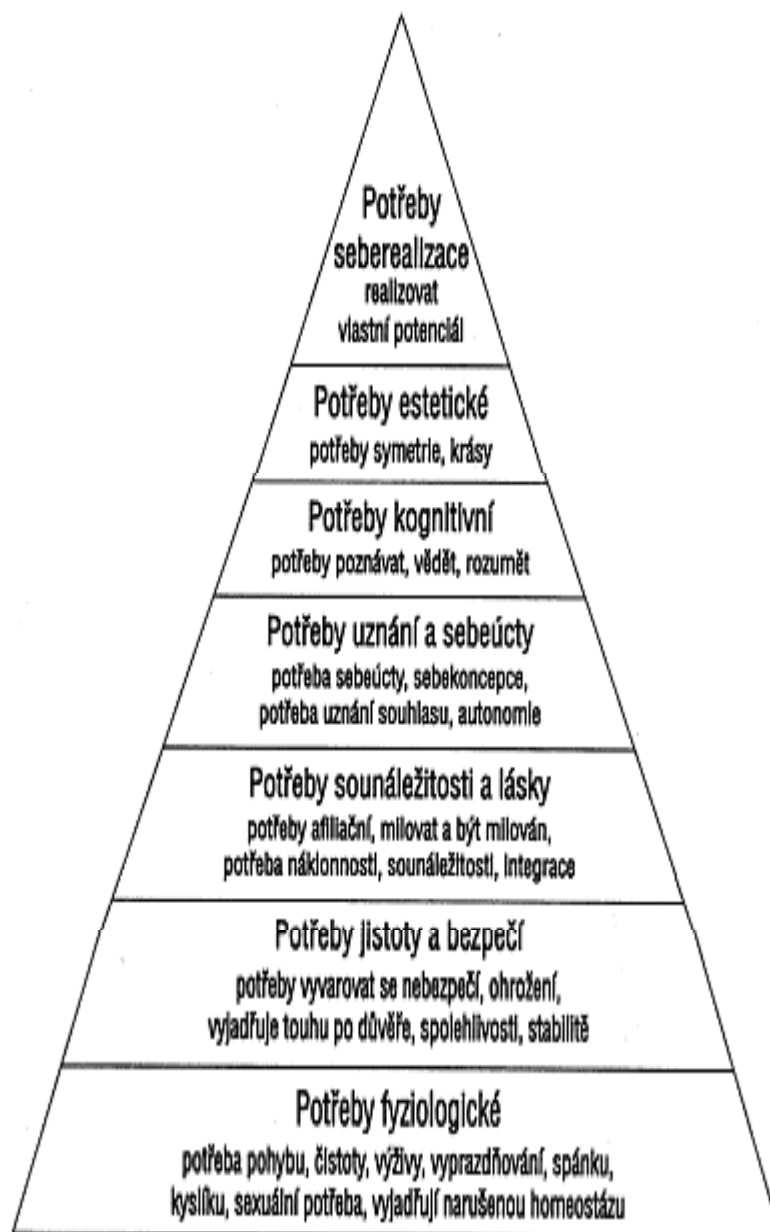 Potřeby
seberealizace
realizovat
vlastní potenciál
Potřeby estetické
potřeby symetrie, krásy
Potřeby kognitivní
potřeby poznávat, vědět, rozumět
Potřeby uznání a sebeúcty
potřeba sebeúcty, sebekoncepce,
potřeba uznání souhlasu, autonomie
Potřeby sounáležitosti a lásky
potřeby afiliační, milovat a být milován,
potřeba náklonnosti, sounáležitosti, integrace
Potřeby jistoty a bezpečí
potřeby vyvarovat se nebezpečí, ohrožení,
vyjadřuje touhu po důvěře, spolehlivosti, stabilitě
Potřeby fyziologické
potřeba pohybu, čistoty, výživy, vyprazdňování, spánku,
kyslíku, sexuální potřeba, vyjadřují narušenou homeostázu